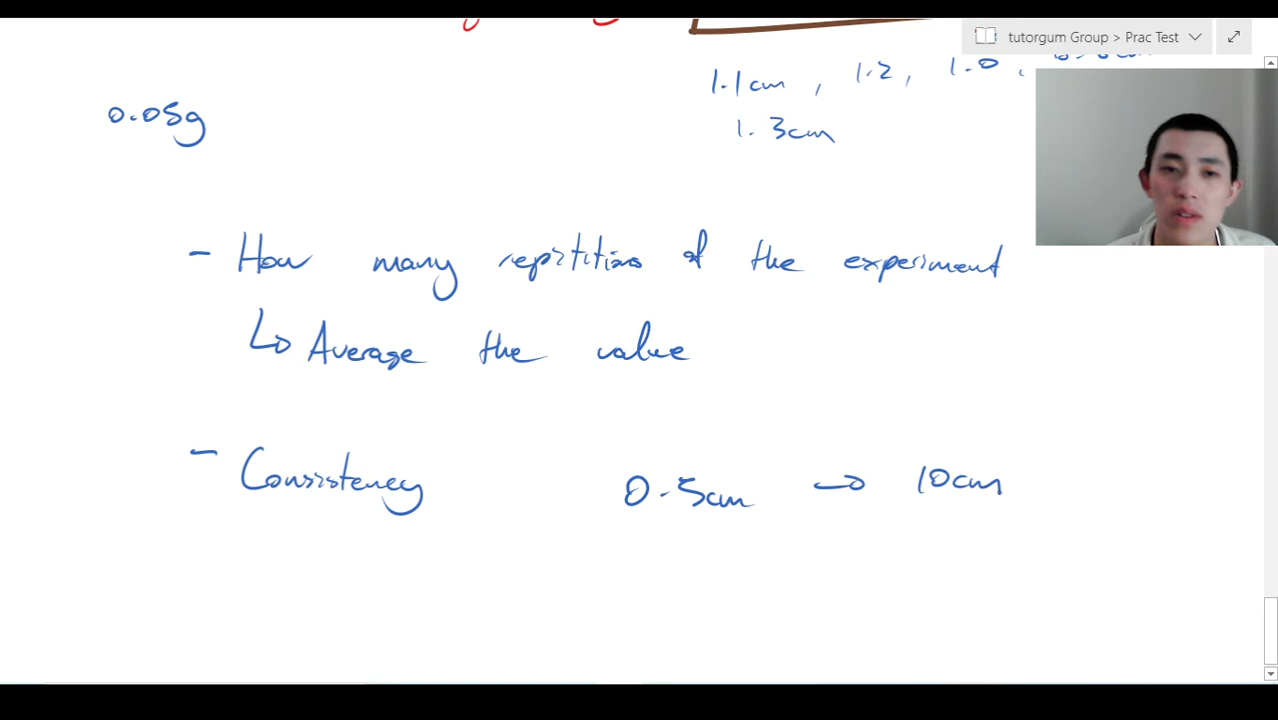 tutorgum Group > Prac Test
1.1cm , 1.2, 1.0,
1.3cm
0.05g
- How many repititions of the experiment
↳ Average the value
- Consistency 0.5cm → 10cm